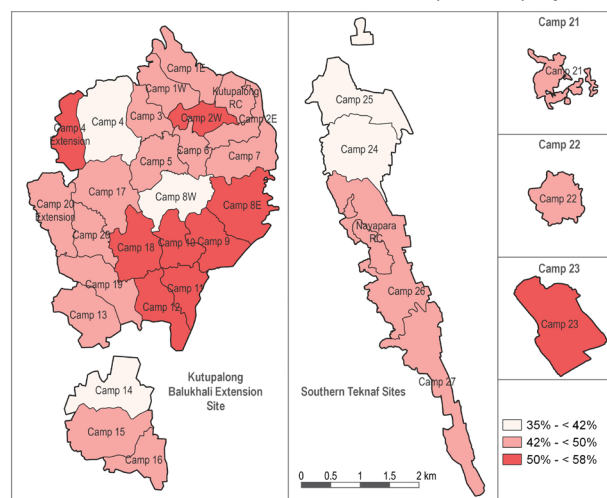 Camp 1E
Camp 1W
Kutupalong
RC
Camp 4
Extension
Camp 4
Camp 3
Camp 2W
Camp 2E
Camp 5
Camp 6
Camp 7
Camp 17
Camp 8W
Camp 20
Extension
Camp 8E
Camp 20
Camp 18
Camp 10
Camp 9
Camp 19
Camp 11
Camp 13
Camp 12
Camp 14
Camp 15
Camp 16
Kutupalong
Balukhali Extension
Site
Camp 25
Camp 24
Nayapara
RC
Camp 26
Camp 27
Southern Teknaf Sites
0 0.5 1 1.5 2 km
Camp 21
Camp 21
Camp 22
Camp 22
Camp 23
Camp 23
35% - < 42%
42% - < 50%
50% - < 58%